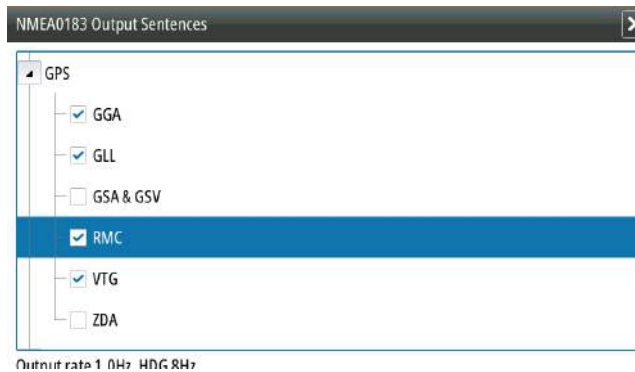 NMEA0183 Output Sentences
GPS
GGA
GLL
GSA & GSV
RMC
VTG
ZDA
Output rate 1.0Hz, HDG 8Hz